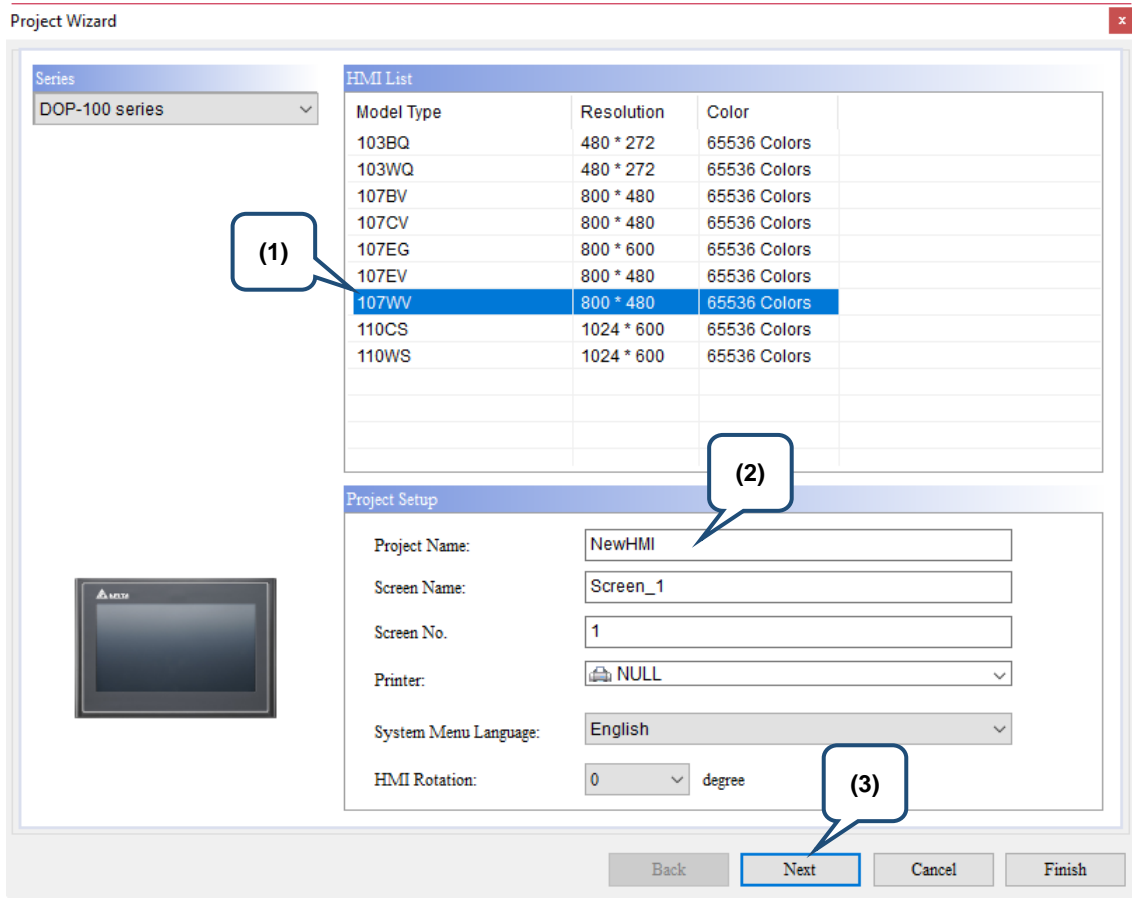 Project Wizard
x
Series
DOP-100 series
HMI List
Model Type Resolution Color
103BQ 480 * 272 65536 Colors
103WQ 480 * 272 65536 Colors
107BV 800 * 480 65536 Colors
107CV 800 * 480 65536 Colors
107EG 800 * 600 65536 Colors
107EV 800 * 480 65536 Colors
107WV 800 * 480 65536 Colors
110CS 1024 * 600 65536 Colors
110WS 1024 * 600 65536 Colors
(1)
(2)
Project Setup
Project Name: NewHMI
Screen Name: Screen_1
Screen No. 1
Printer: NULL
System Menu Language: English
HMI Rotation: 0 degree
(3)
DELTA
Back Next Cancel Finish